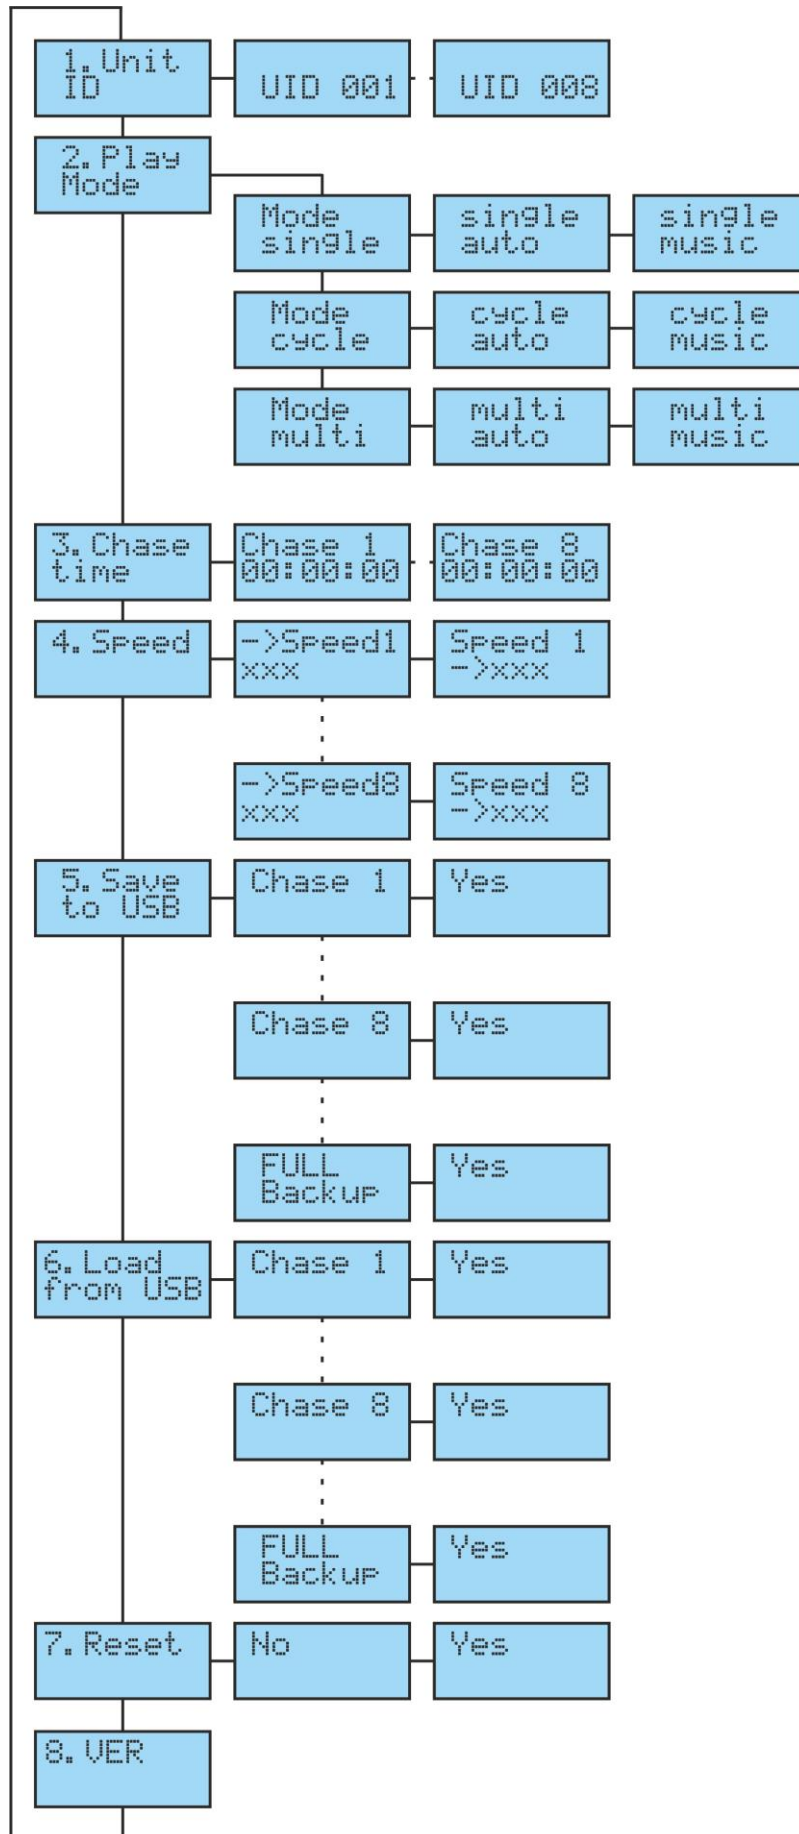 1.Unit
ID
UID 001
UID 008
2.Play
Mode
Mode
single
single
auto
single
music
Mode
cycle
cycle
auto
cycle
music
Mode
multi
multi
auto
multi
music
3.Chase
time
Chase 1
00:00:00
Chase 8
00:00:00
4.Speed
->Speed1
xxx
Speed 1
->xxx
->Speed8
xxx
Speed 8
->xxx
5.Save
to USB
Chase 1
Yes
Chase 8
Yes
FULL
Backup
Yes
6.Load
from USB
Chase 1
Yes
Chase 8
Yes
FULL
Backup
Yes
7.Reset
No
Yes
8.VER